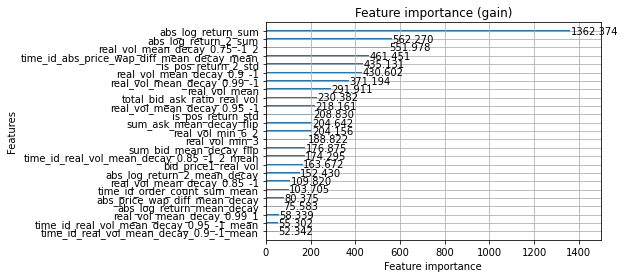 Feature importance (gain)
abs_log_return_sum 1362.374
abs_log_return_2_sum 562.270
real_vol_mean_decay_0.75_-1_2 551.978
time_id_abs_price_wap_diff_mean_decay_mean 461.451
is_pos_return_2_std 435.131
real_vol_mean_decay_0.9_-1 430.602
real_vol_mean_decay_0.99_-1 371.194
real_vol_mean 291.911
total_bid_ask_ratio_real_vol 230.382
real_vol_mean_decay_0.95_-1 218.161
is_pos_return_std 208.830
sum_ask_mean_decay_flip 204.642
real_vol_min_6_2 204.156
real_vol_min_3 188.822
sum_bid_mean_decay_flip 176.875
time_id_real_vol_mean_decay_0.85_-1_2_mean 174.295
bid_price1_real_vol 163.672
abs_log_return_2_mean_decay 152.430
real_vol_mean_decay_0.85_-1 109.820
time_id_order_count_sum_mean 103.705
abs_price_wap_diff_mean_decay 80.375
abs_log_return_mean_decay 75.583
real_vol_mean_decay_0.99_1 58.339
time_id_real_vol_mean_decay_0.95_-1_mean 55.302
time_id_real_vol_mean_decay_0.9_-1_mean 52.342
Features
0 200 400 600 800 1000 1200 1400
Feature importance